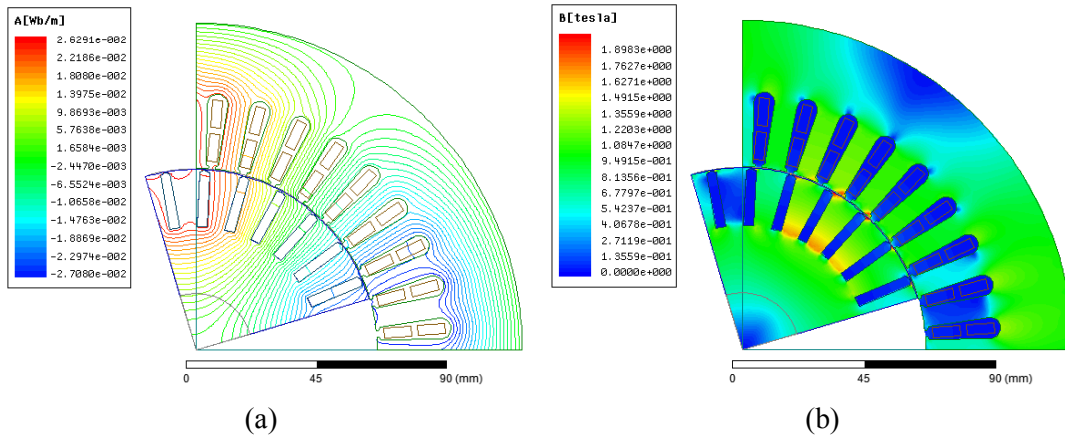 A[Wb/m]
2.6291e-002
2.2186e-002
1.8080e-002
1.3975e-002
9.8693e-003
5.7638e-003
1.6584e-003
-2.4470e-003
-6.5524e-003
-1.0658e-002
-1.4763e-002
-1.8869e-002
-2.2974e-002
-2.7080e-002
0 45 90 (mm)
(a)
B[tesla]
1.8983e+000
1.7627e+000
1.6271e+000
1.4915e+000
1.3559e+000
1.2203e+000
1.0847e+000
9.4915e-001
8.1356e-001
6.7797e-001
5.4237e-001
4.0678e-001
2.7119e-001
1.3559e-001
0.0000e+000
0 45 90 (mm)
(b)